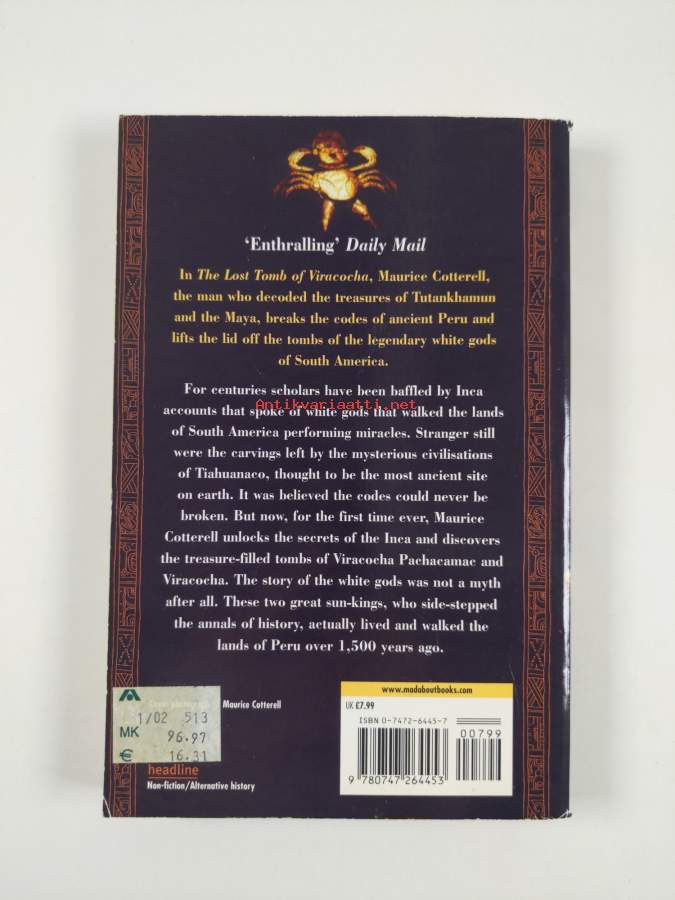 ‘Enthralling’ Daily Mail
In The Lost Tomb of Viracocha, Maurice Cotterell,
the man who decoded the treasures of Tutankhamun
and the Maya, breaks the codes of ancient Peru and
lifts the lid off the tombs of the legendary white gods
of South America.
For centuries scholars have been baffled by Inca
accounts that spoke of white gods that walked the lands
Antikvariaatti.net
of South America performing miracles. Stranger still
were the carvings left by the mysterious civilisations
of Tiahuanaco, thought to be the most ancient site
on earth. It was believed the codes could never be
broken. But now, for the first time ever, Maurice
Cotterell unlocks the secrets of the Inca and discovers
the treasure-filled tombs of Viracocha Pachacamac and
Viracocha. The story of the white gods was not a myth
after all. These two great sun-kings, who side-stepped
the annals of history, actually lived and walked the
lands of Peru over 1,500 years ago.
Maurice Cotterell
1/02 513
MK 96.97
€ 16.31
headline
Non-fiction/Alternative history
www.madaboutbooks.com
UK £7.99
ISBN 0-7472-6445-7
00799
9 780747 264453